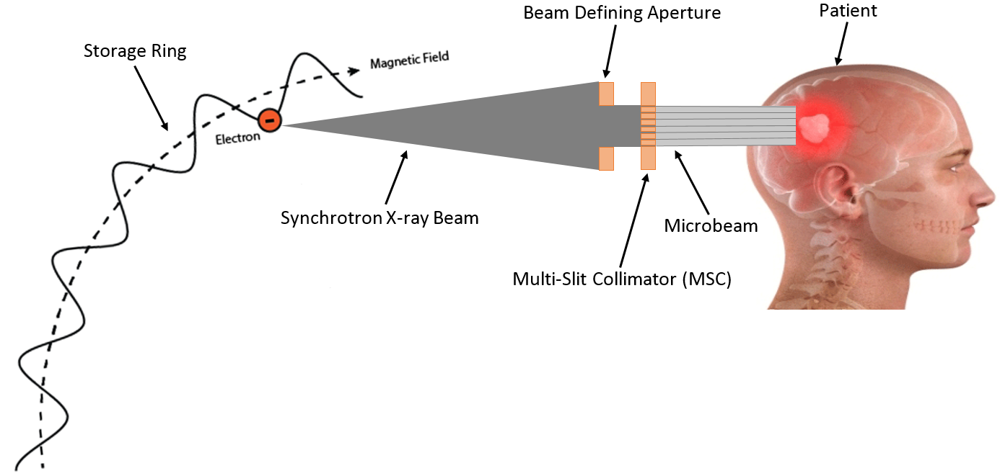 Beam Defining Aperture
Patient
Storage Ring
Magnetic Field
Electron
Synchrotron X-ray Beam
Microbeam
Multi-Slit Collimator (MSC)